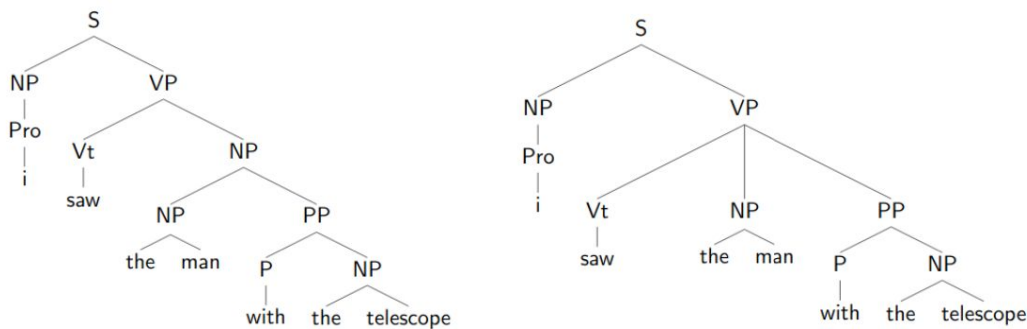 S
NP VP
Pro Vt NP
i saw NP PP
the man P NP
with the telescope
S
NP VP
Pro
i Vt NP PP
saw the man P NP
with the telescope